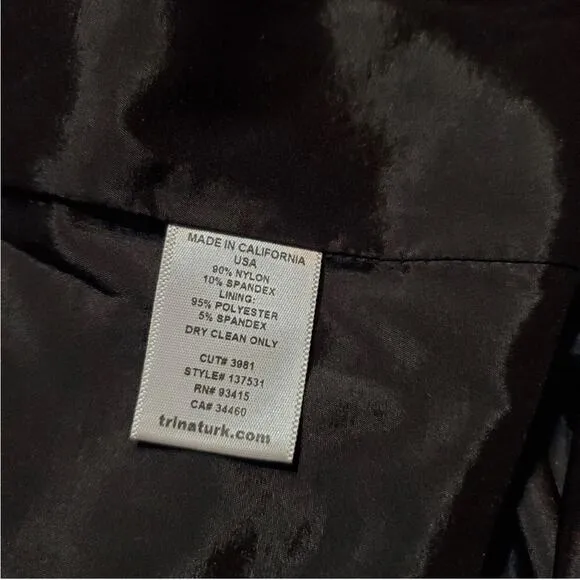 MADE IN CALIFORNIA
USA
90% NYLON
10% SPANDEX
LINING:
95% POLYESTER
5% SPANDEX
DRY CLEAN ONLY
CUT# 3981
STYLE# 137531
RN# 93415
CA# 34460
trinaturk.com